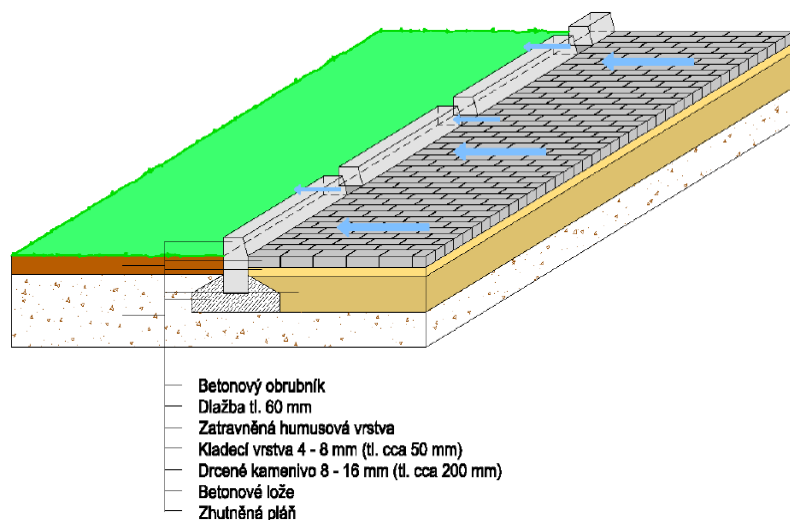 Betonový obrubník
Dlažba tl. 60 mm
Zatravněná humusová vrstva
Kladecí vrstva 4 - 8 mm (tl. cca 50 mm)
Drcené kamenivo 8 - 16 mm (tl. cca 200 mm)
Betonové lože
Zhutněná pláň